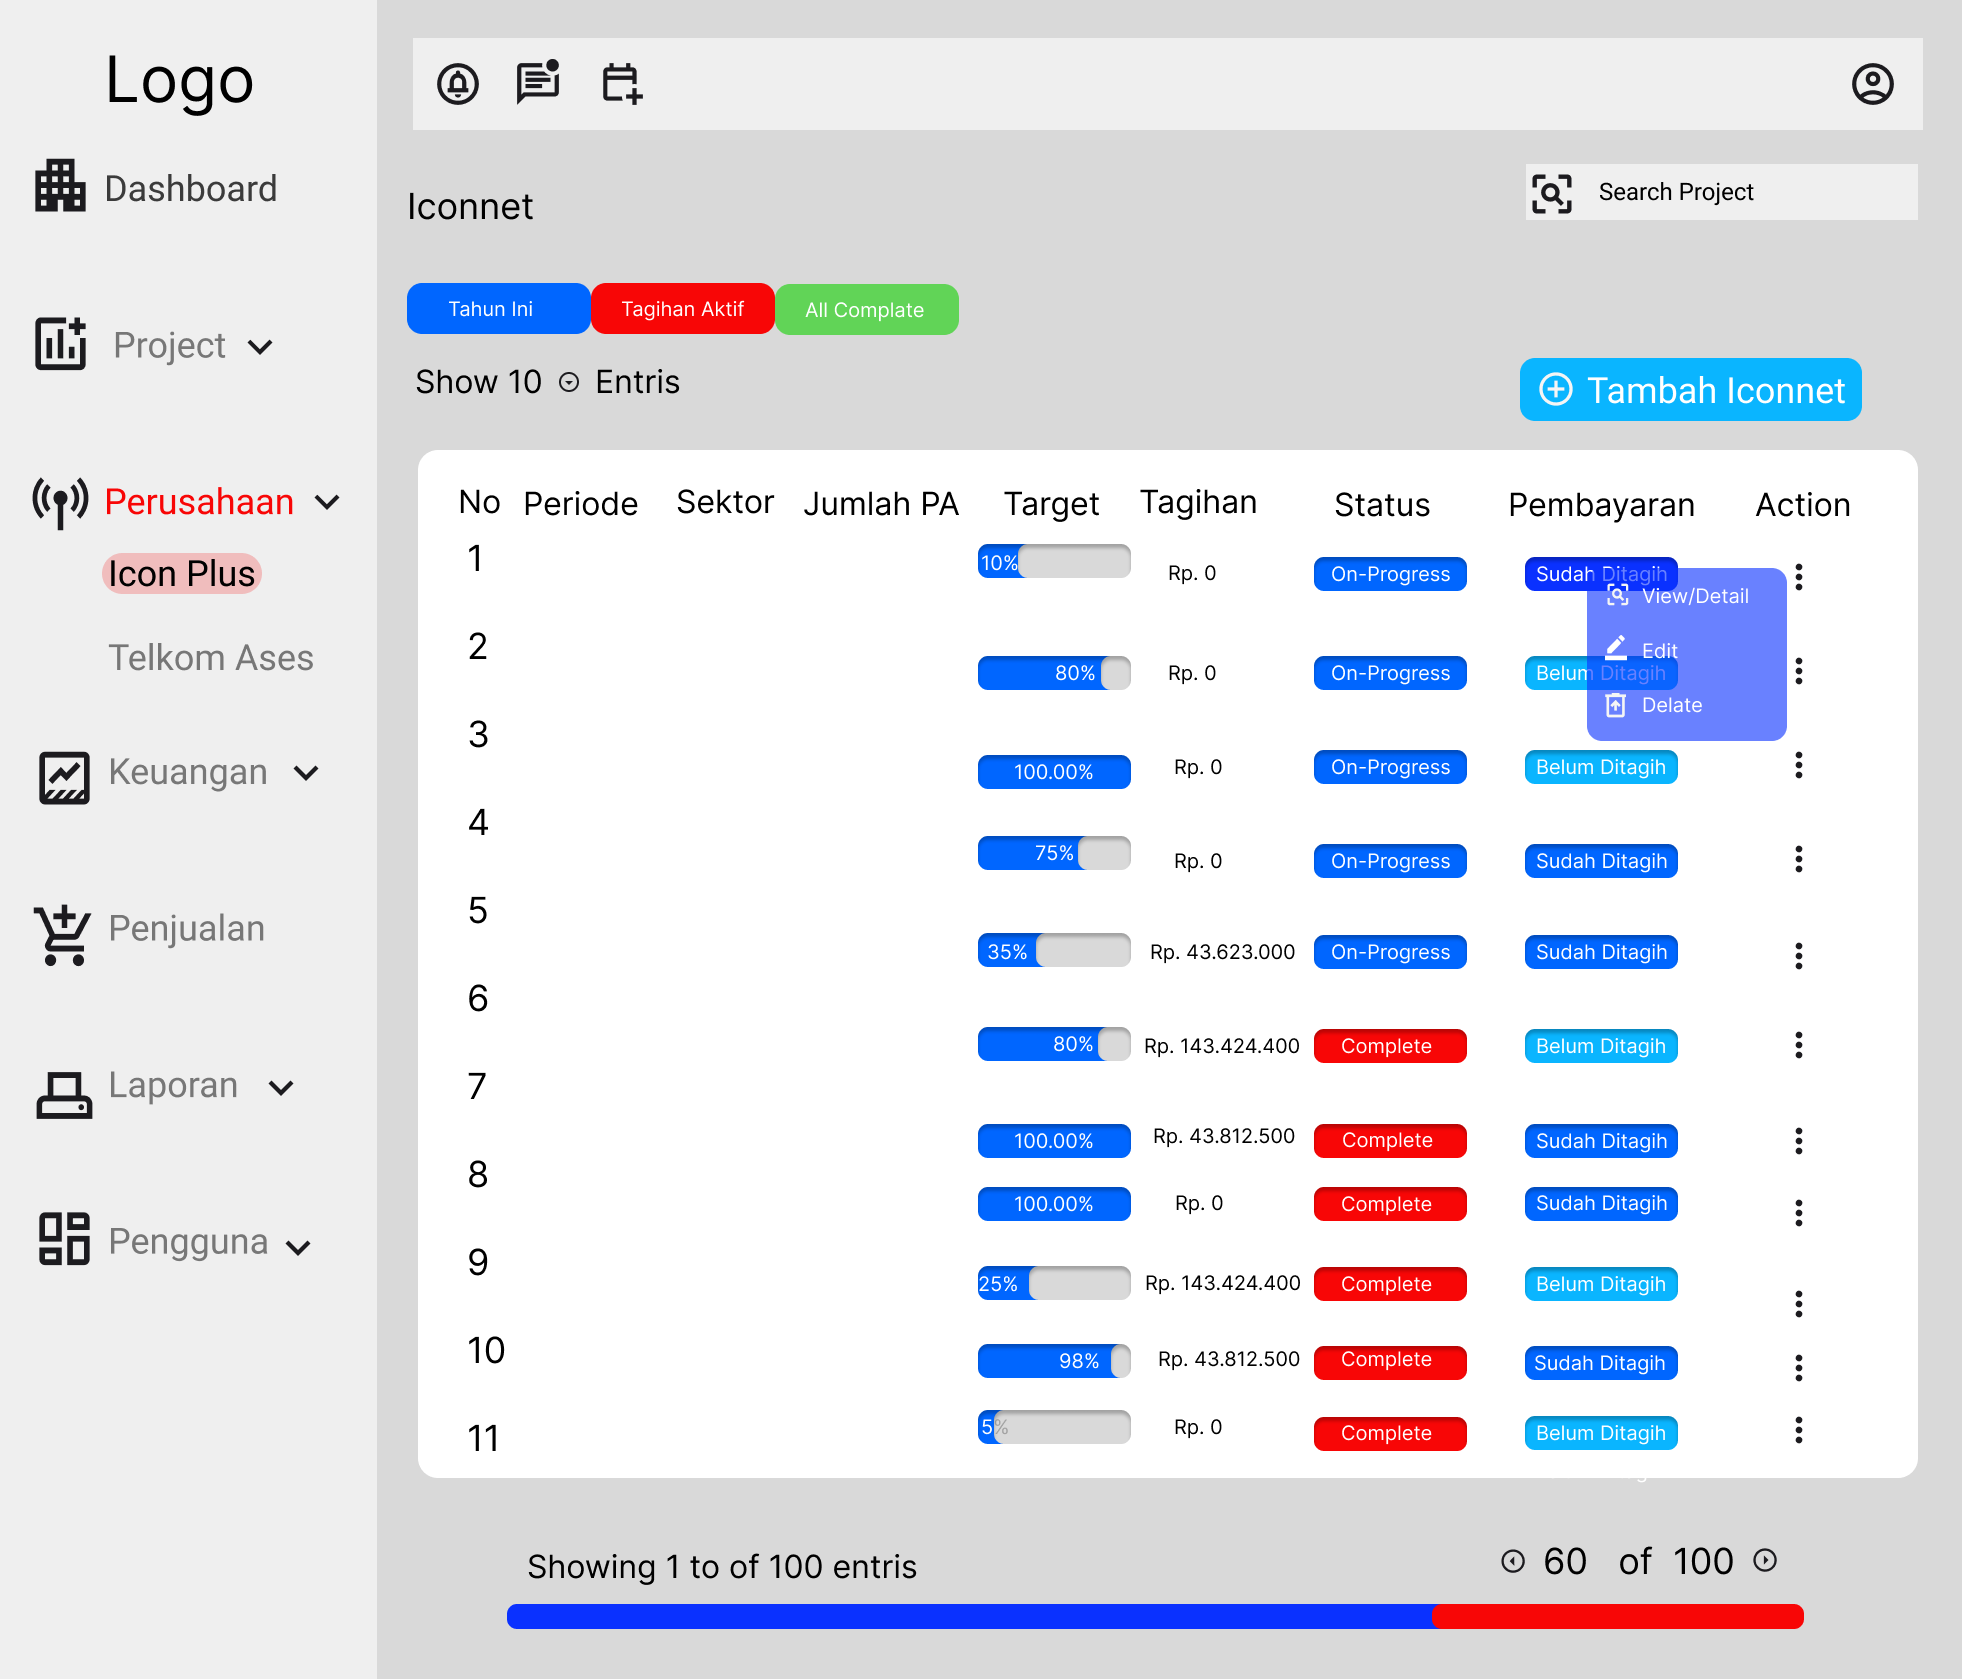 Logo
Dashboard
Project
Perusahaan
Icon Plus
Telkom Ases
Keuangan
Penjualan
Laporan
Pengguna
Iconnet
Search Project
Tahun Ini Tagihan Aktif All Complate
Show 10 Entris
Tambah Iconnet
No Periode Sektor Jumlah PA Target Tagihan Status Pembayaran Action
1 10% Rp. 0 On-Progress Sudah Ditagih
View/Detail
Edit
Delate
2 80% Rp. 0 On-Progress Belum Ditagih
3 100.00% Rp. 0 On-Progress Belum Ditagih
4 75% Rp. 0 On-Progress Sudah Ditagih
5 35% Rp. 43.623.000 On-Progress Sudah Ditagih
6 80% Rp. 143.424.400 Complete Belum Ditagih
7 100.00% Rp. 43.812.500 Complete Sudah Ditagih
8 100.00% Rp. 0 Complete Sudah Ditagih
9 25% Rp. 143.424.400 Complete Belum Ditagih
10 98% Rp. 43.812.500 Complete Sudah Ditagih
11 5% Rp. 0 Complete Belum Ditagih
Showing 1 to of 100 entris
60 of 100